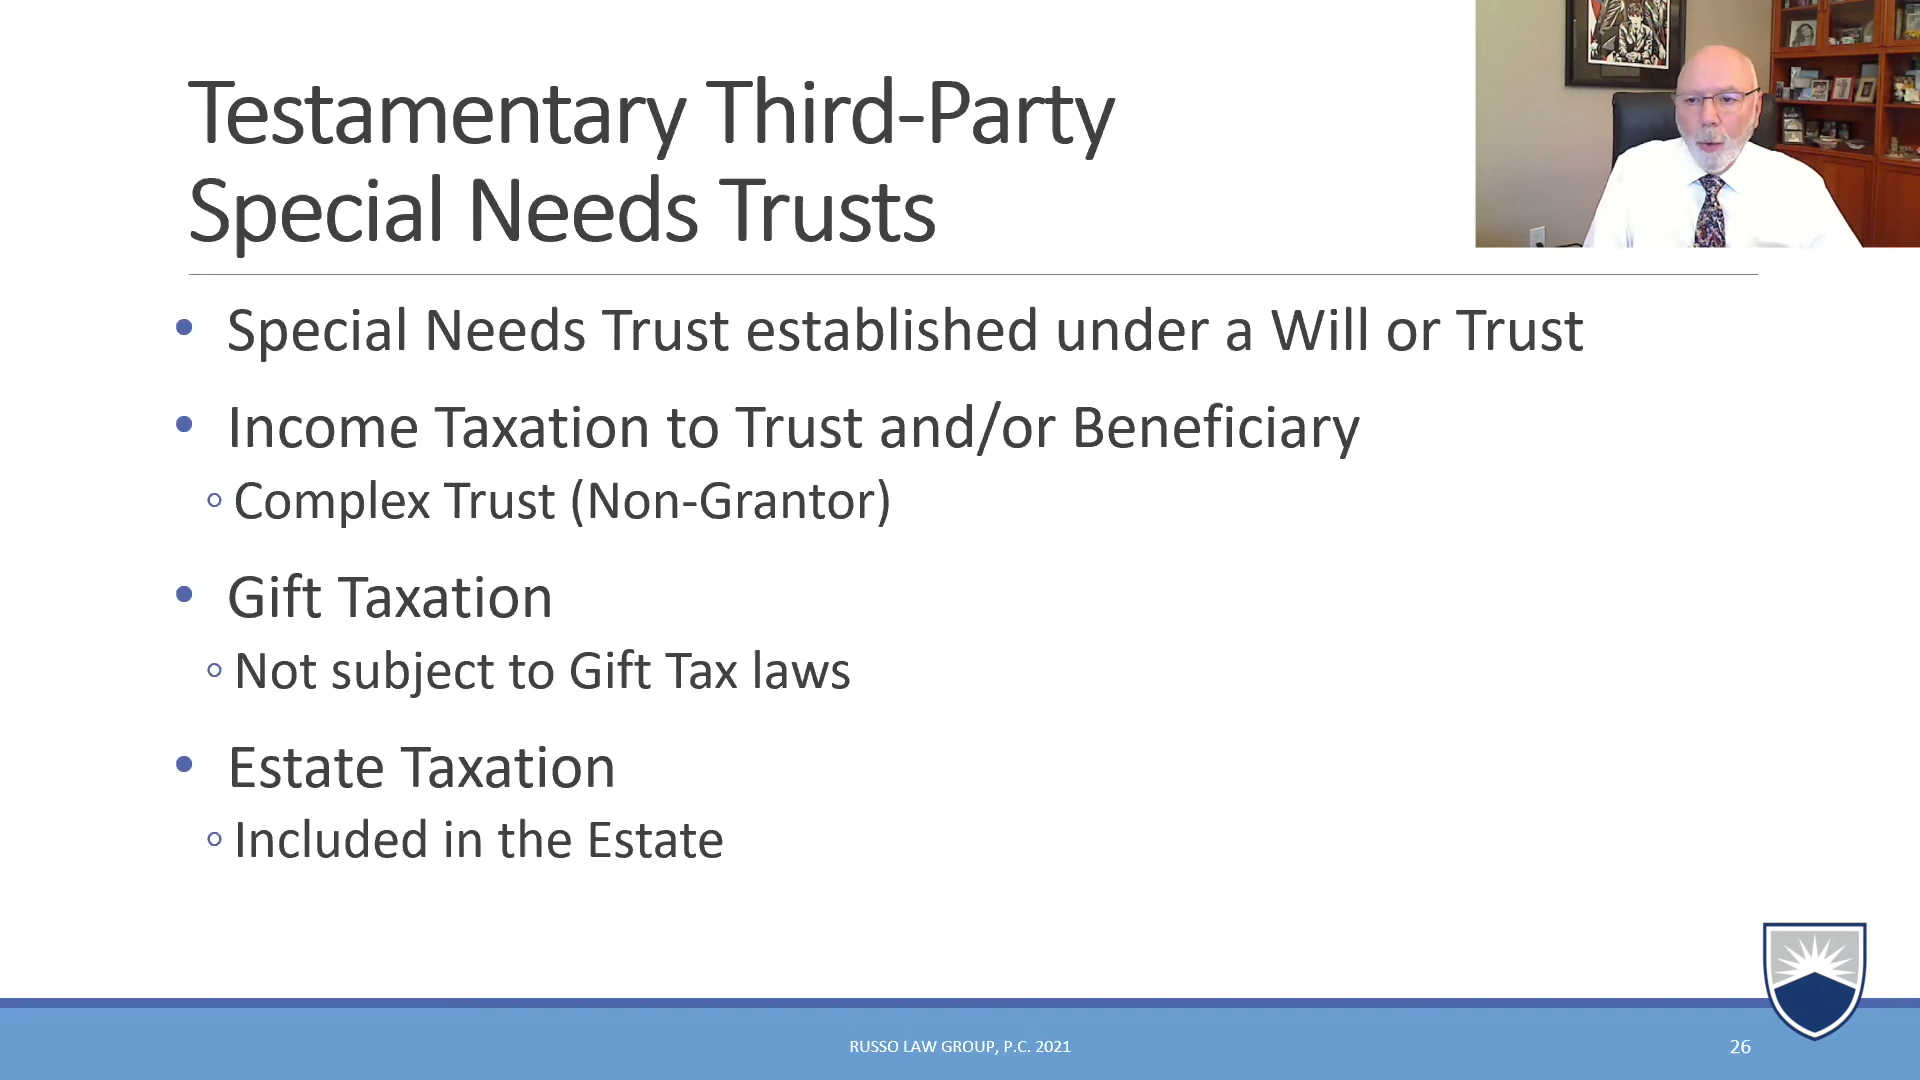 Testamentary Third-Party
Special Needs Trusts
• Special Needs Trust established under a Will or Trust
• Income Taxation to Trust and/or Beneficiary
◦ Complex Trust (Non-Grantor)
• Gift Taxation
◦ Not subject to Gift Tax laws
• Estate Taxation
◦ Included in the Estate
RUSSO LAW GROUP, P.C. 2021
26